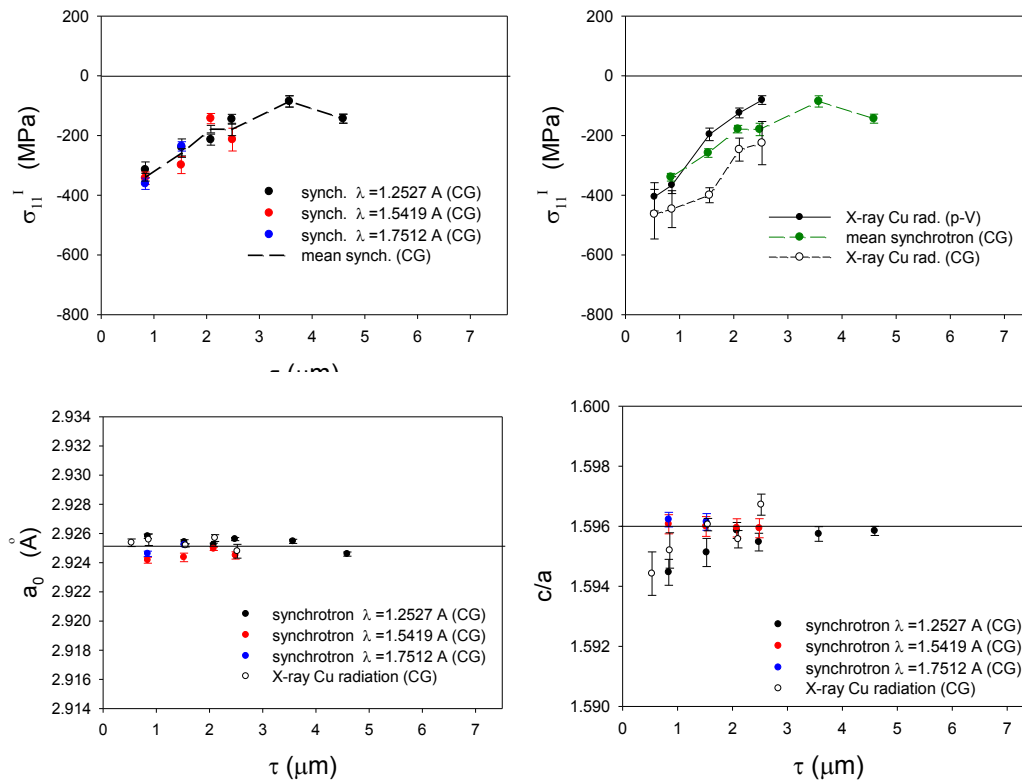 200
0
-200
-400
-600
-800
0 1 2 3 4 5 6 7
σ₁₁ᴵ (MPa)
synch. λ =1.2527 A (CG)
synch. λ =1.5419 A (CG)
synch. λ =1.7512 A (CG)
mean synch. (CG)
τ (μm)
200
0
-200
-400
-600
-800
0 1 2 3 4 5 6 7
σ₁₁ᴵ (MPa)
X-ray Cu rad. (p-V)
mean synchrotron (CG)
X-ray Cu rad. (CG)
2.934
2.932
2.930
2.928
2.926
2.924
2.922
2.920
2.918
2.916
2.914
0 1 2 3 4 5 6 7
a₀ (Å)
synchrotron λ =1.2527 A (CG)
synchrotron λ =1.5419 A (CG)
synchrotron λ =1.7512 A (CG)
X-ray Cu radiation (CG)
τ (μm)
1.600
1.598
1.596
1.594
1.592
1.590
0 1 2 3 4 5 6 7
c/a
synchrotron λ =1.2527 A (CG)
synchrotron λ =1.5419 A (CG)
synchrotron λ =1.7512 A (CG)
X-ray Cu radiation (CG)
τ (μm)